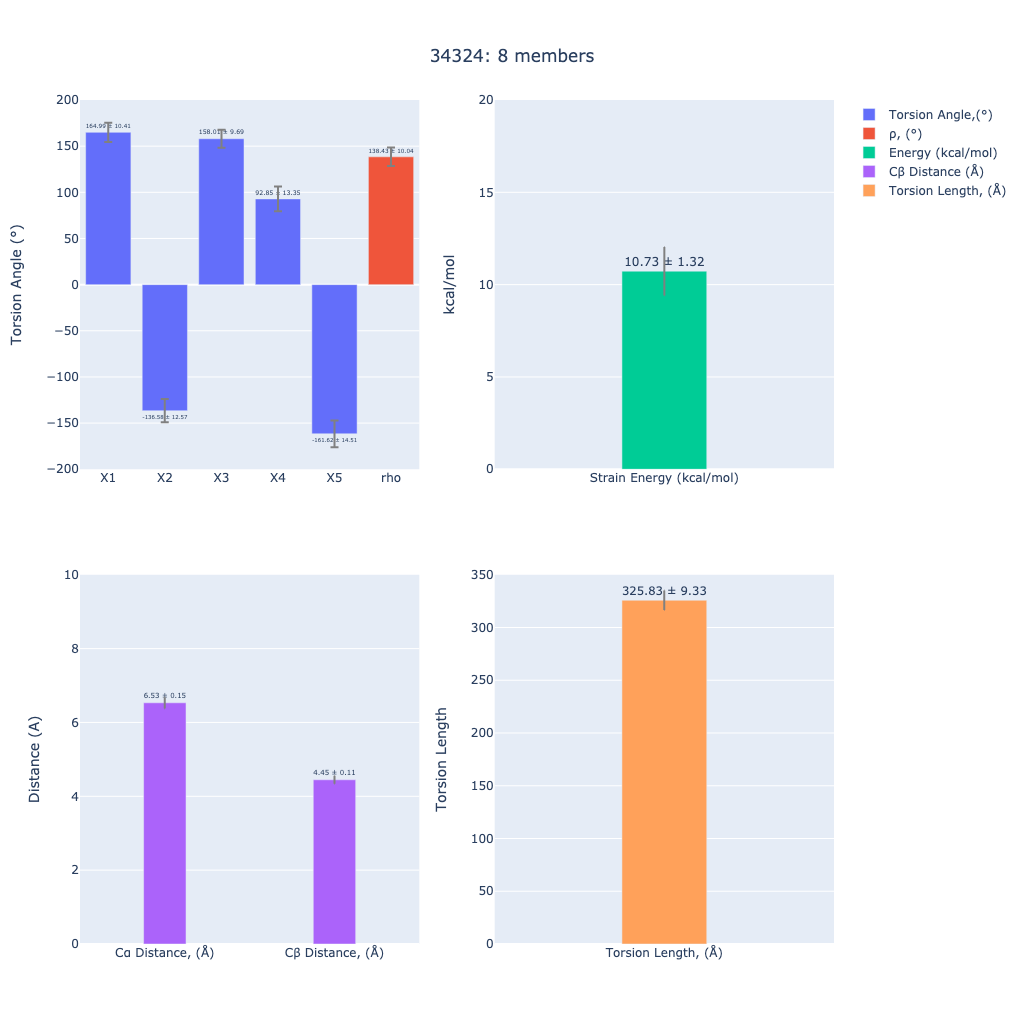 34324: 8 members
Torsion Angle (°)
200
150
100
50
0
−50
−100
−150
−200
164.99 ± 10.41
-136.58 ± 12.57
158.01 ± 9.69
92.85 ± 13.35
-161.62 ± 14.51
138.43 ± 10.04
X1
X2
X3
X4
X5
rho
kcal/mol
20
15
10
5
0
10.73 ± 1.32
Strain Energy (kcal/mol)
Torsion Angle,(°)
ρ, (°)
Energy (kcal/mol)
Cβ Distance (Å)
Torsion Length, (Å)
Distance (A)
10
8
6
4
2
0
6.53 ± 0.15
4.45 ± 0.11
Cα Distance, (Å)
Cβ Distance, (Å)
Torsion Length
350
300
250
200
150
100
50
0
325.83 ± 9.33
Torsion Length, (Å)